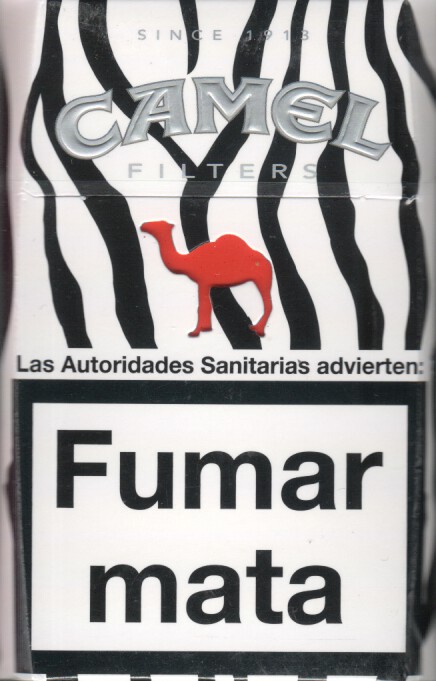 SINCE 1913
CAMEL
FILTERS
Las Autoridades Sanitarias advierten:
Fumar
mata